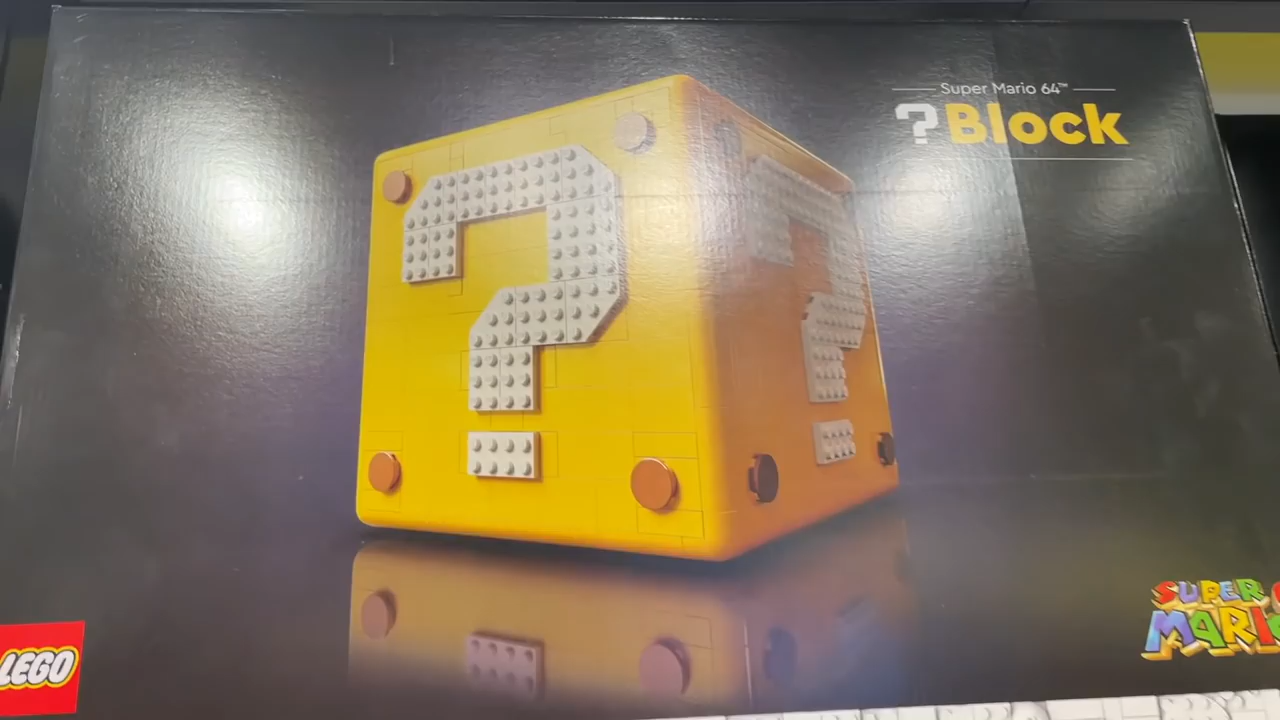 Super Mario 64™
? Block
?
?
SUPER
MARIO
LEGO